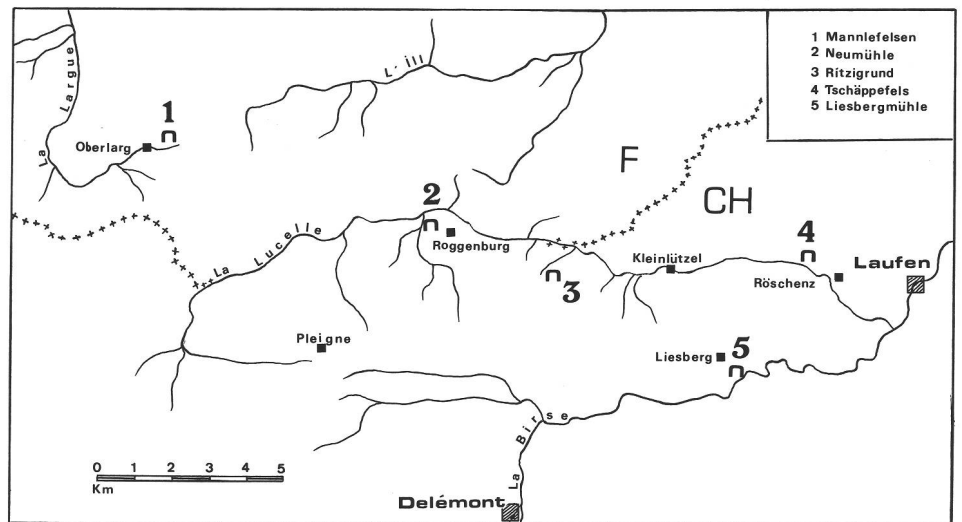 1 Mannlefelsen
2 Neumühle
3 Ritzigrund
4 Tschäppefels
5 Liesbergmühle
La Largue
L'Ill
1
Oberlarg
F
CH
2
Roggenburg
La Lucelle
3
Kleinlützel
4
Röschenz
Laufen
Pleigne
Liesberg
5
La Birse
Delémont
0 1 2 3 4 5
Km